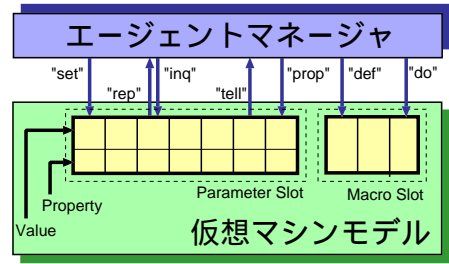 エージェントマネージャ
"set" "inq" "prop" "def" "do"
"rep" "tell"
Parameter Slot
Macro Slot
Property
Value
仮想マシンモデル